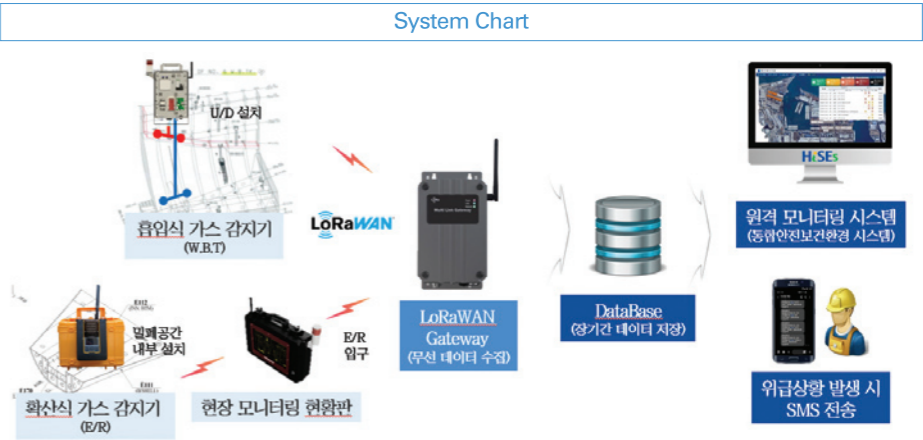 System Chart
U/D 설치
흡입식 가스 감지기
(W.B.T)
LoRaWAN
밀폐공간
내부 설치
확산식 가스 감지기
(E/R)
E/R
입구
현장 모니터링 현황판
LoRaWAN
Gateway
(무선 데이터 수집)
DataBase
(장기간 데이터 저장)
HiSEs
원격 모니터링 시스템
(통합안전보건환경 시스템)
위급상황 발생 시
SMS 전송